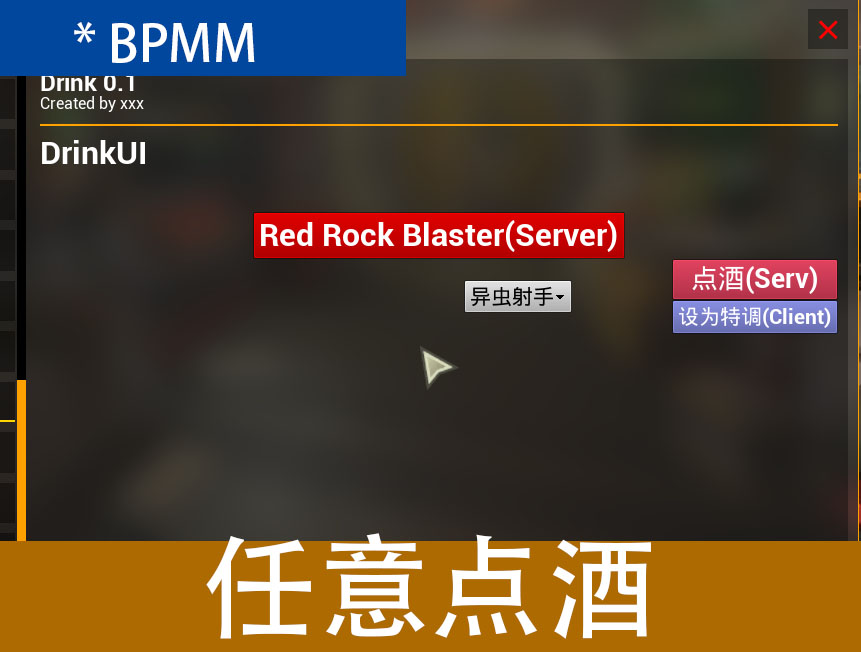 * BPMM
Drink 0.1
Created by xxx
DrinkUI
Red Rock Blaster(Server)
点酒(Serv)
异虫射手
设为特调(Client)
任意点酒